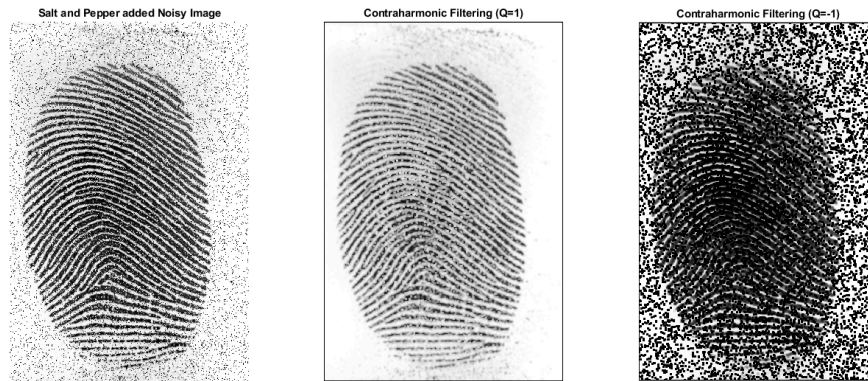 Salt and Pepper added Noisy Image
Contraharmonic Filtering (Q=1)
Contraharmonic Filtering (Q=-1)